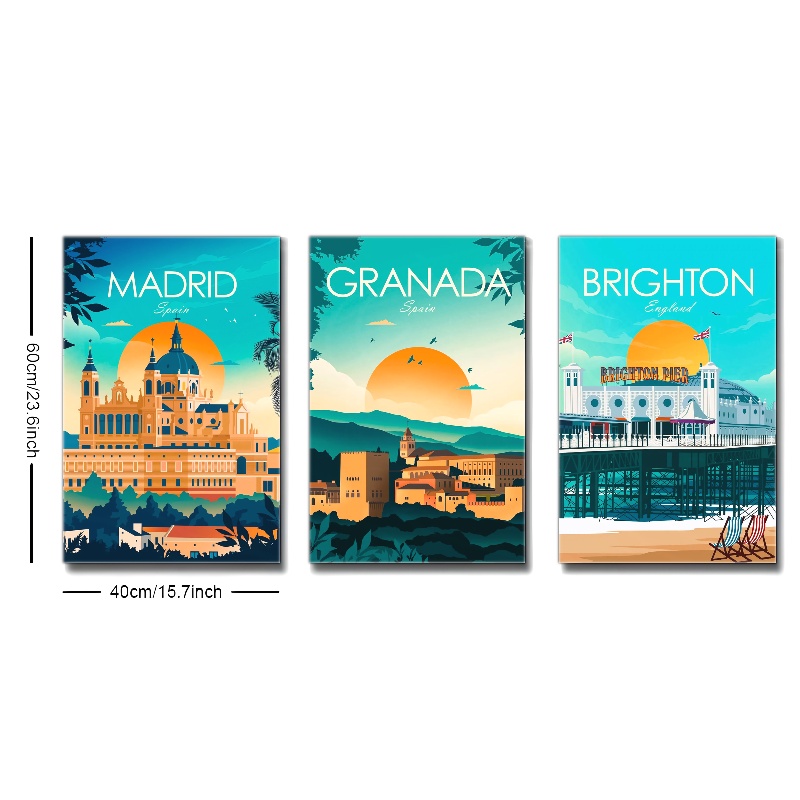 MADRID
Spain
GRANADA
Spain
BRIGHTON
England
BRIGHTON PIER
60cm/23.6inch
40cm/15.7inch